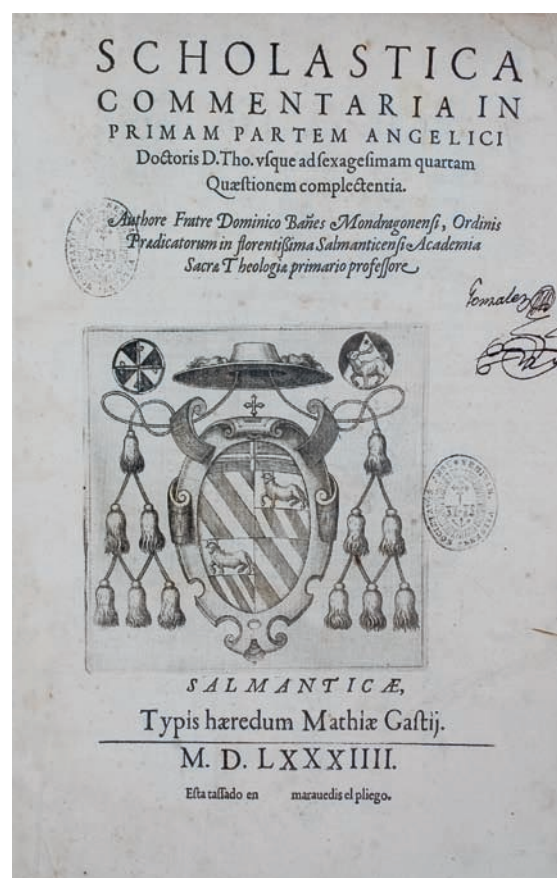 SCHOLASTICA
COMMENTARIA IN
PRIMAM PARTEM ANGELICI
Doctoris D. Tho. vſque ad ſexageſimam quartam
Quæſtionem complectentia.
Authore Fratre Dominico Bañes Mondragonenſi, Ordinis
Prædicatorum in florentiſsima Salmanticenſi Academia
Sacræ Theologiæ primario profeſſore
Gonzalez
SALMANTICÆ,
Typis hæredum Mathiæ Gaſtij.
M. D. LXXXIIII.
Eſta taſſado en marauedis el pliego.